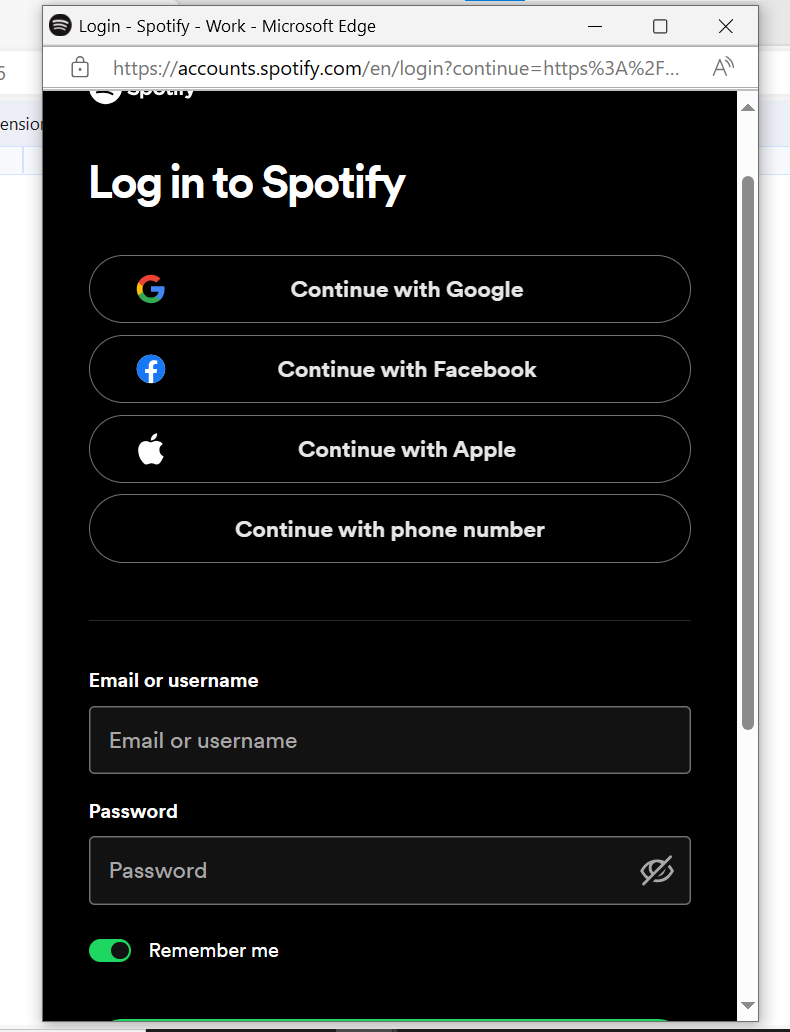 Login - Spotify - Work - Microsoft Edge
https://accounts.spotify.com/en/login?continue=https%3A%2F...
Spotify
Log in to Spotify
Continue with Google
Continue with Facebook
Continue with Apple
Continue with phone number
Email or username
Email or username
Password
Password
Remember me